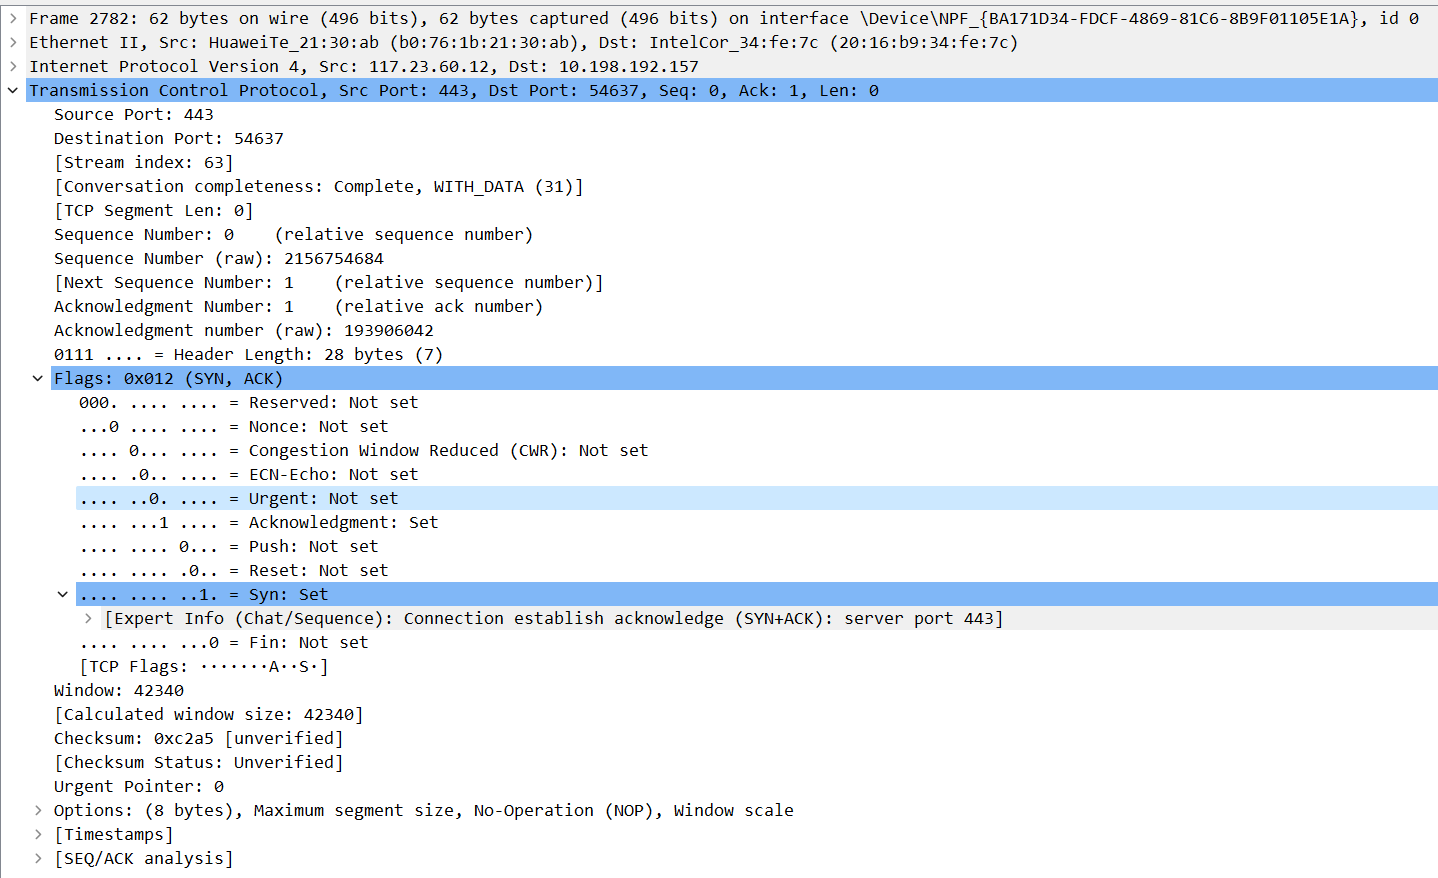 Frame 2782: 62 bytes on wire (496 bits), 62 bytes captured (496 bits) on interface \Device\NPF_{BA171D34-FDCF-4869-81C6-8B9F01105E1A}, id 0
Ethernet II, Src: HuaweiTe_21:30:ab (b0:76:1b:21:30:ab), Dst: IntelCor_34:fe:7c (20:16:b9:34:fe:7c)
Internet Protocol Version 4, Src: 117.23.60.12, Dst: 10.198.192.157
Transmission Control Protocol, Src Port: 443, Dst Port: 54637, Seq: 0, Ack: 1, Len: 0
Source Port: 443
Destination Port: 54637
[Stream index: 63]
[Conversation completeness: Complete, WITH_DATA (31)]
[TCP Segment Len: 0]
Sequence Number: 0    (relative sequence number)
Sequence Number (raw): 2156754684
[Next Sequence Number: 1    (relative sequence number)]
Acknowledgment Number: 1    (relative ack number)
Acknowledgment number (raw): 193906042
0111 .... = Header Length: 28 bytes (7)
Flags: 0x012 (SYN, ACK)
000. .... .... = Reserved: Not set
...0 .... .... = Nonce: Not set
.... 0... .... = Congestion Window Reduced (CWR): Not set
.... .0.. .... = ECN-Echo: Not set
.... ..0. .... = Urgent: Not set
.... ...1 .... = Acknowledgment: Set
.... .... 0... = Push: Not set
.... .... .0.. = Reset: Not set
.... .... ..1. = Syn: Set
[Expert Info (Chat/Sequence): Connection establish acknowledge (SYN+ACK): server port 443]
.... .... ...0 = Fin: Not set
[TCP Flags: ·······A··S·]
Window: 42340
[Calculated window size: 42340]
Checksum: 0xc2a5 [unverified]
[Checksum Status: Unverified]
Urgent Pointer: 0
Options: (8 bytes), Maximum segment size, No-Operation (NOP), Window scale
[Timestamps]
[SEQ/ACK analysis]